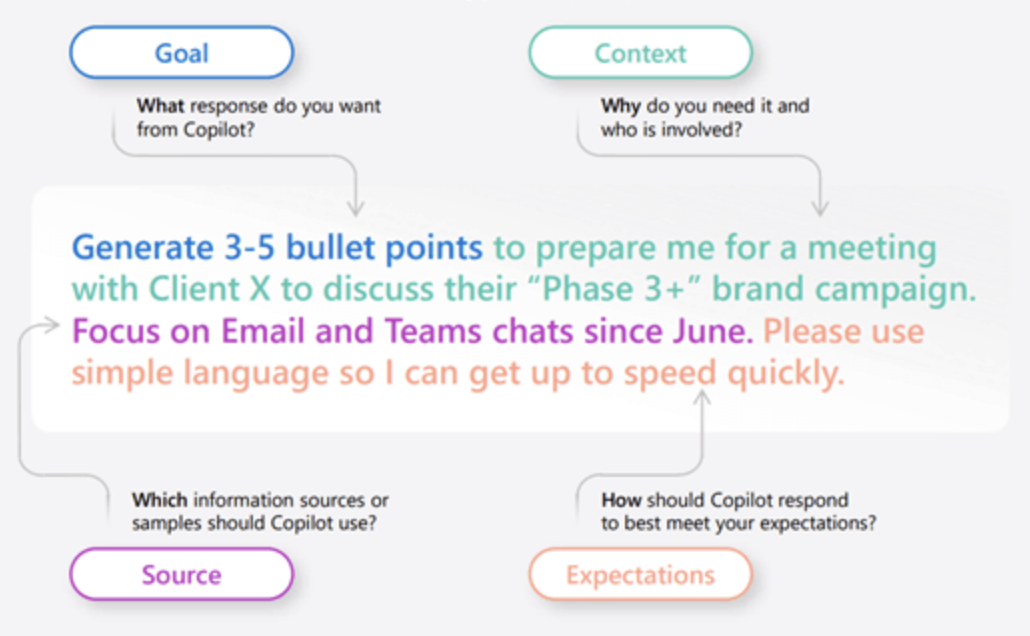 Goal
What response do you want
from Copilot?
Context
Why do you need it and
who is involved?
Generate 3-5 bullet points to prepare me for a meeting
with Client X to discuss their “Phase 3+” brand campaign.
Focus on Email and Teams chats since June. Please use
simple language so I can get up to speed quickly.
Which information sources or
samples should Copilot use?
Source
How should Copilot respond
to best meet your expectations?
Expectations